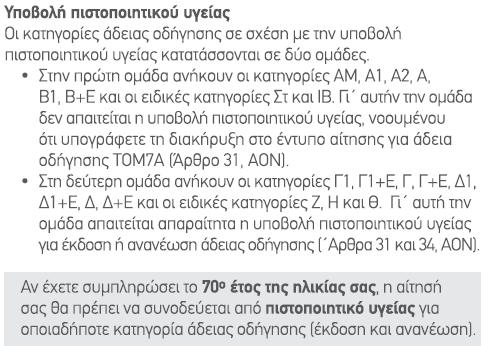 Υποβολή πιστοποιητικού υγείας
Οι κατηγορίες άδειας οδήγησης σε σχέση με την υποβολή
πιστοποιητικού υγείας κατατάσσονται σε δύο ομάδες.
• Στην πρώτη ομάδα ανήκουν οι κατηγορίες ΑΜ, Α1, Α2, Α,
Β1, Β+Ε και οι ειδικές κατηγορίες Στ και ΙΒ. Γι΄ αυτήν την ομάδα
δεν απαιτείται η υποβολή πιστοποιητικού υγείας, νοουμένου
ότι υπογράφετε τη διακήρυξη στο έντυπο αίτησης για άδεια
οδήγησης ΤΟΜ7Α (Άρθρο 31, ΑΟΝ).
• Στη δεύτερη ομάδα ανήκουν οι κατηγορίες Γ1, Γ1+Ε, Γ, Γ+Ε, Δ1,
Δ1+Ε, Δ, Δ+Ε και οι ειδικές κατηγορίες Ζ, Η και Θ. Γι΄ αυτή την
ομάδα απαιτείται απαραίτητα η υποβολή πιστοποιητικού υγείας
για έκδοση ή ανανέωση άδειας οδήγησης (΄Αρθρα 31 και 34, ΑΟΝ).
Αν έχετε συμπληρώσει το 70º έτος της ηλικίας σας, η αίτησή
σας θα πρέπει να συνοδεύεται από πιστοποιητικό υγείας για
οποιαδήποτε κατηγορία άδειας οδήγησης (έκδοση και ανανέωση).